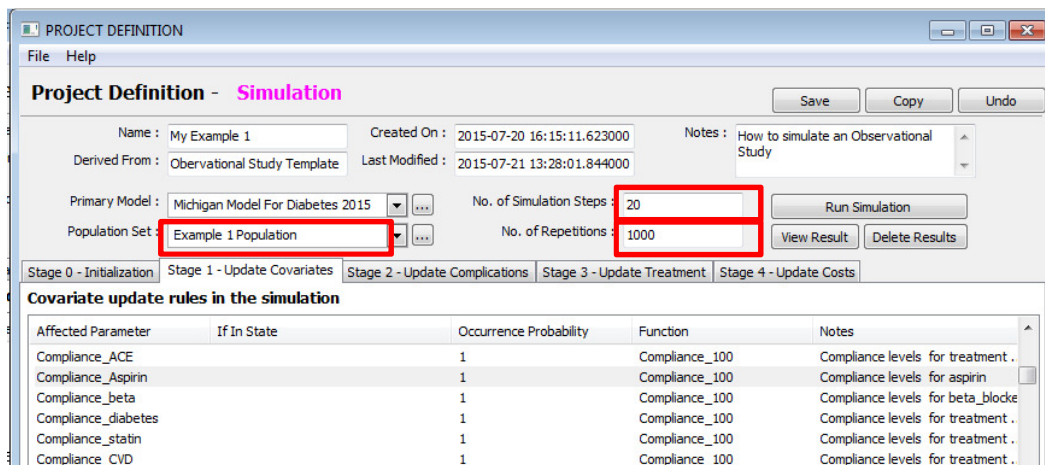 PROJECT DEFINITION
File Help
Project Definition - Simulation
Save Copy Undo
Name : My Example 1 Created On : 2015-07-20 16:15:11.623000 Notes : How to simulate an Observational
Study
Derived From : Obervational Study Template Last Modified : 2015-07-21 13:28:01.844000
Primary Model : Michigan Model For Diabetes 2015 ... No. of Simulation Steps : 20 Run Simulation
Population Set : Example 1 Population ... No. of Repetitions : 1000 View Result Delete Results
Stage 0 - Initialization Stage 1 - Update Covariates Stage 2 - Update Complications Stage 3 - Update Treatment Stage 4 - Update Costs
Covariate update rules in the simulation
Affected Parameter If In State Occurrence Probability Function Notes
Compliance_ACE 1 Compliance_100 Compliance levels for treatment .
Compliance_Aspirin 1 Compliance_100 Compliance levels for aspirin
Compliance_beta 1 Compliance_100 Compliance levels for beta_blocke
Compliance_diabetes 1 Compliance_100 Compliance levels for treatment .
Compliance_statin 1 Compliance_100 Compliance levels for treatment .
Compliance_CVD 1 Compliance_100 Compliance levels for treatment .